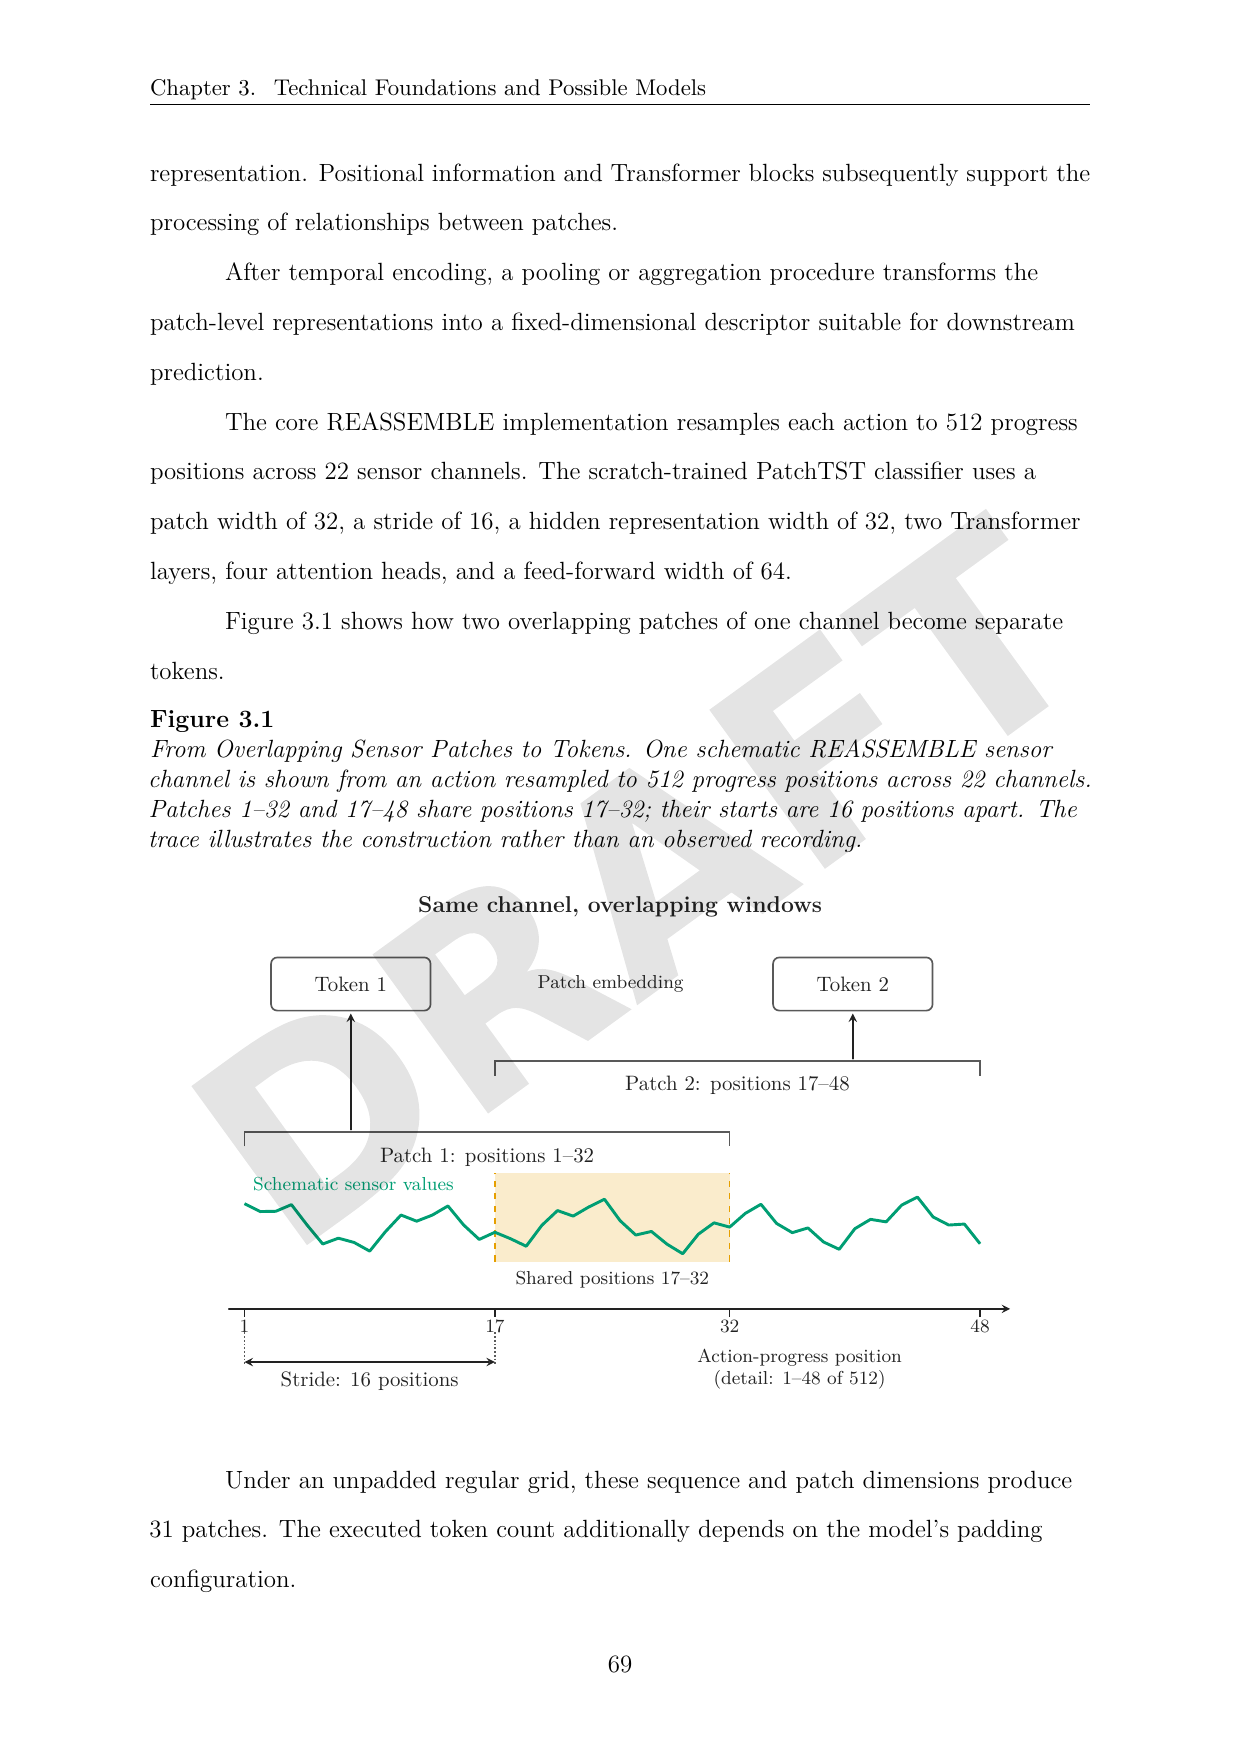 Chapter 3. Technical Foundations and Possible Models
representation. Positional information and Transformer blocks subsequently support the
processing of relationships between patches.
After temporal encoding, a pooling or aggregation procedure transforms the
patch-level representations into a fixed-dimensional descriptor suitable for downstream
prediction.
The core REASSEMBLE implementation resamples each action to 512 progress
positions across 22 sensor channels. The scratch-trained PatchTST classifier uses a
patch width of 32, a stride of 16, a hidden representation width of 32, two Transformer
layers, four attention heads, and a feed-forward width of 64.
Figure 3.1 shows how two overlapping patches of one channel become separate
tokens.
Figure 3.1
From Overlapping Sensor Patches to Tokens. One schematic REASSEMBLE sensor
channel is shown from an action resampled to 512 progress positions across 22 channels.
Patches 1–32 and 17–48 share positions 17–32; their starts are 16 positions apart. The
trace illustrates the construction rather than an observed recording.
Same channel, overlapping windows
Token 1
Patch embedding
Token 2
Patch 2: positions 17–48
Patch 1: positions 1–32
Schematic sensor values
Shared positions 17–32
1 17 32 48
Action-progress position
(detail: 1–48 of 512)
Stride: 16 positions
Under an unpadded regular grid, these sequence and patch dimensions produce
31 patches. The executed token count additionally depends on the model's padding
configuration.
69
DRAFT